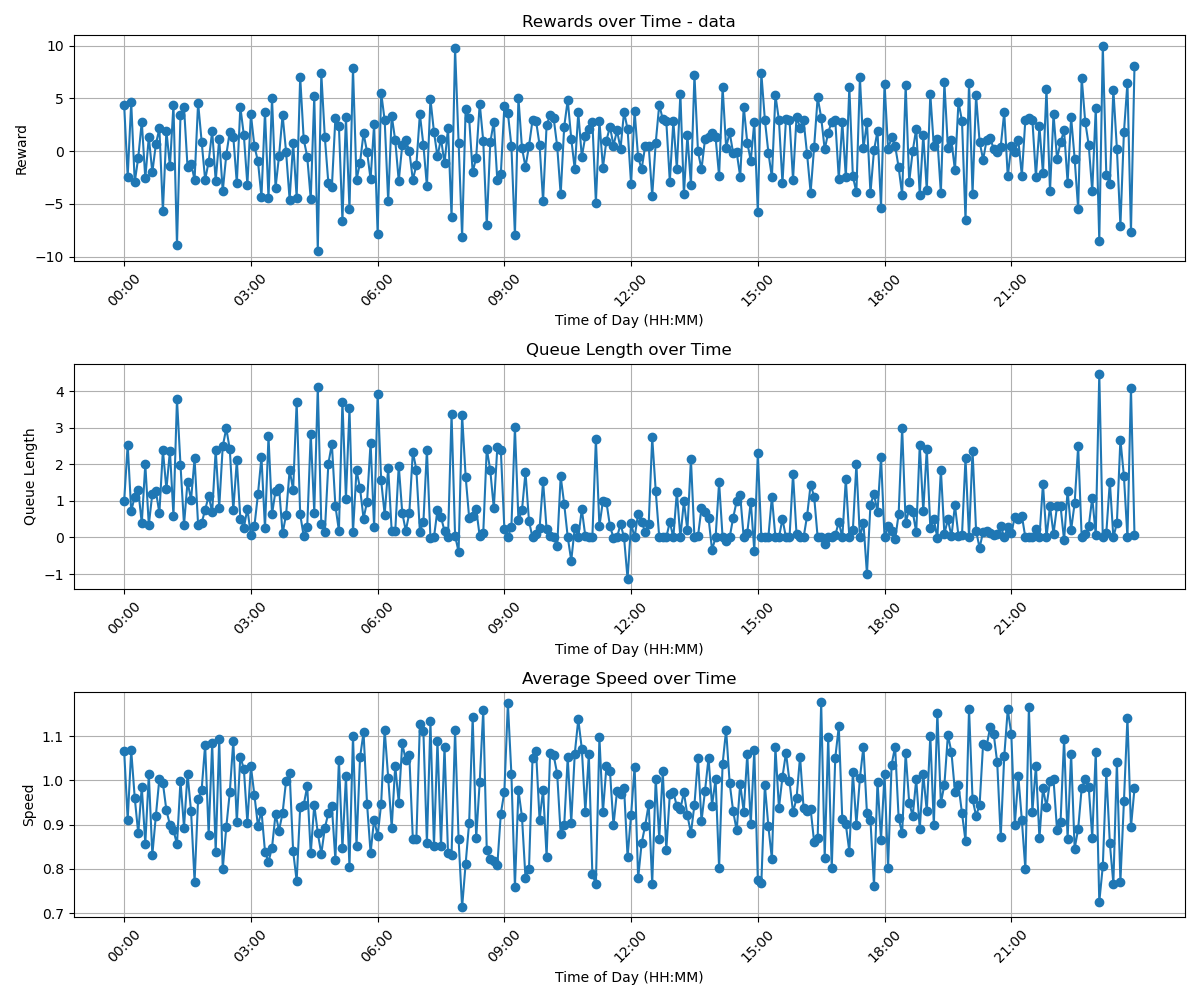 Rewards over Time - data
Reward
10
5
0
−5
−10
00:00 03:00 06:00 09:00 12:00 15:00 18:00 21:00
Time of Day (HH:MM)
Queue Length over Time
Queue Length
4
3
2
1
0
−1
00:00 03:00 06:00 09:00 12:00 15:00 18:00 21:00
Time of Day (HH:MM)
Average Speed over Time
Speed
1.1
1.0
0.9
0.8
0.7
00:00 03:00 06:00 09:00 12:00 15:00 18:00 21:00
Time of Day (HH:MM)